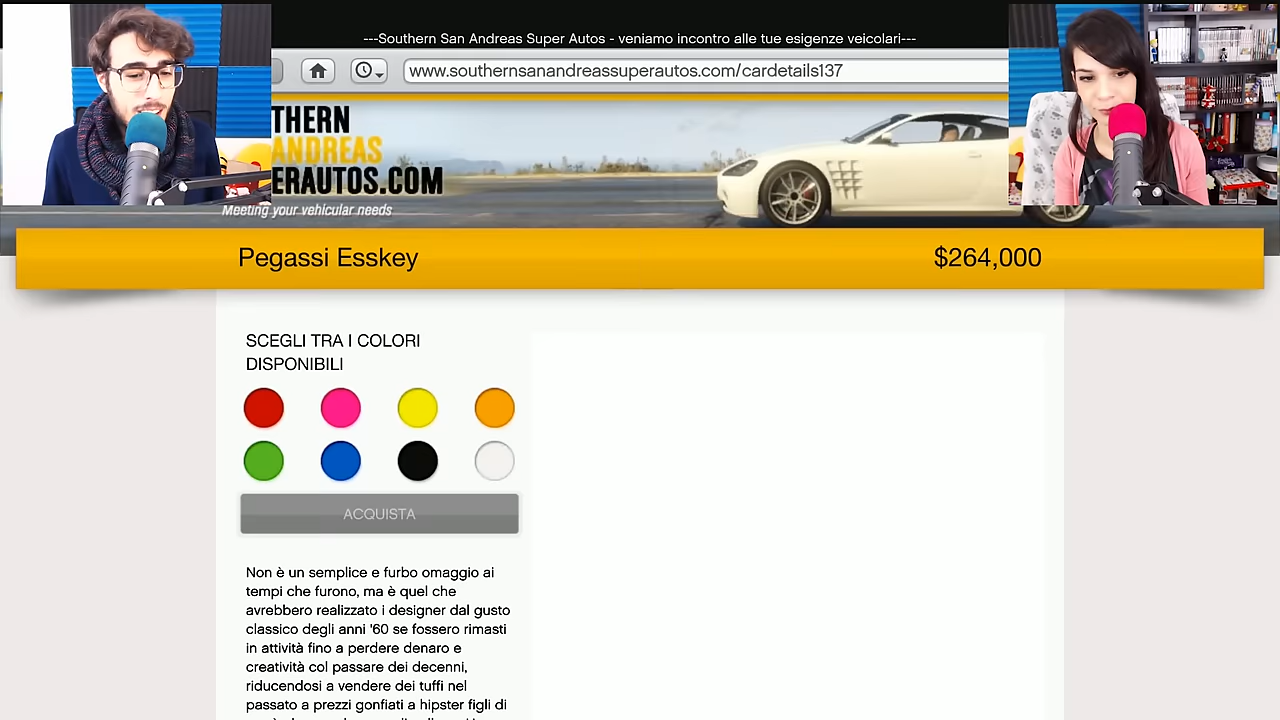 ---Southern San Andreas Super Autos - veniamo incontro alle tue esigenze veicolari---
www.southernsanandreassuperautos.com/cardetails137
THERN
ANDREAS
ERAUTOS.COM
Meeting your vehicular needs
Pegassi Esskey
$264,000
SCEGLI TRA I COLORI
DISPONIBILI
ACQUISTA
Non è un semplice e furbo omaggio ai
tempi che furono, ma è quel che
avrebbero realizzato i designer dal gusto
classico degli anni '60 se fossero rimasti
in attività fino a perdere denaro e
creatività col passare dei decenni,
riducendosi a vendere dei tuffi nel
passato a prezzi gonfiati a hipster figli di